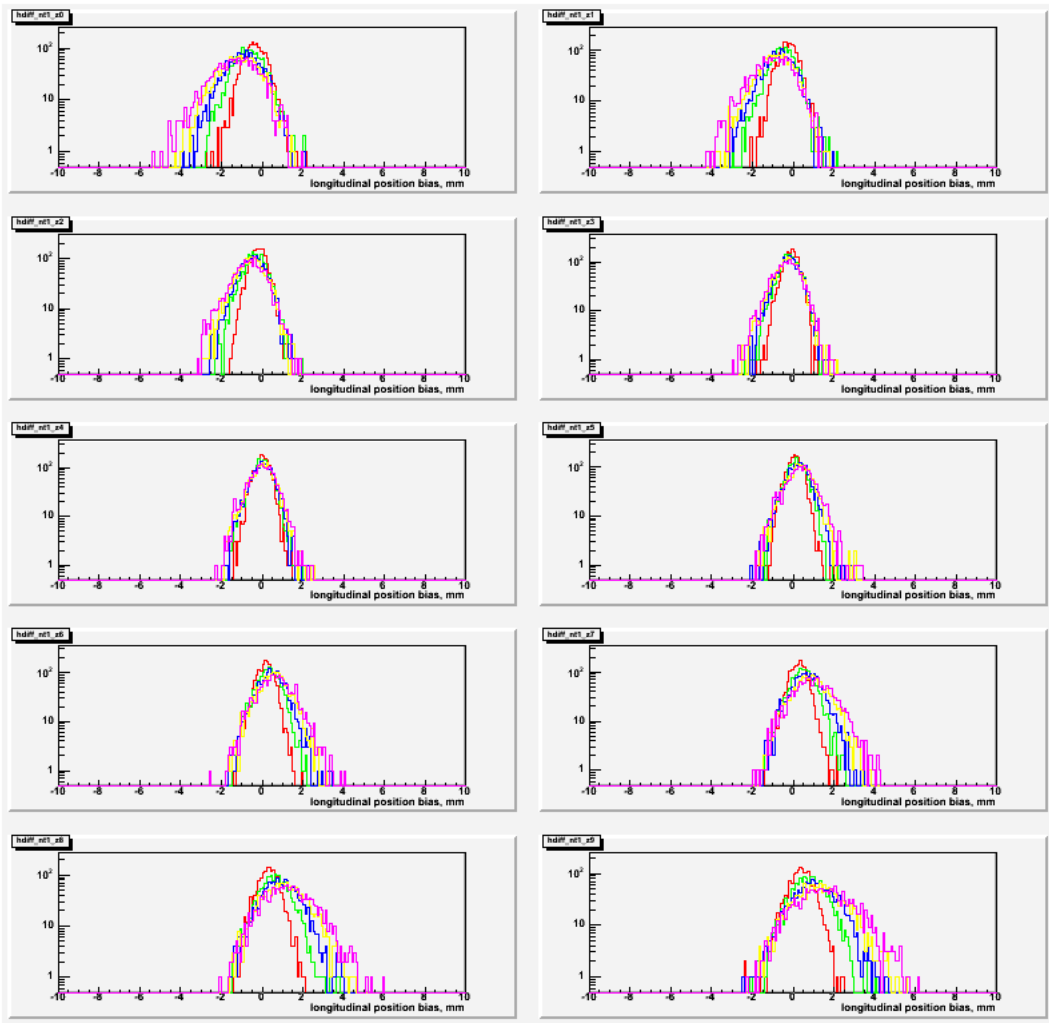 hdiff_nt1_z0
10²
10
1
-10 -8 -6 -4 -2 0 2 4 6 8 10
longitudinal position bias, mm
hdiff_nt1_z1
10²
10
1
-10 -8 -6 -4 -2 0 2 4 6 8 10
longitudinal position bias, mm
hdiff_nt1_z2
10²
10
1
-10 -8 -6 -4 -2 0 2 4 6 8 10
longitudinal position bias, mm
hdiff_nt1_z3
10²
10
1
-10 -8 -6 -4 -2 0 2 4 6 8 10
longitudinal position bias, mm
hdiff_nt1_z4
10²
10
1
-10 -8 -6 -4 -2 0 2 4 6 8 10
longitudinal position bias, mm
hdiff_nt1_z5
10²
10
1
-10 -8 -6 -4 -2 0 2 4 6 8 10
longitudinal position bias, mm
hdiff_nt1_z6
10²
10
1
-10 -8 -6 -4 -2 0 2 4 6 8 10
longitudinal position bias, mm
hdiff_nt1_z7
10²
10
1
-10 -8 -6 -4 -2 0 2 4 6 8 10
longitudinal position bias, mm
hdiff_nt1_z8
10²
10
1
-10 -8 -6 -4 -2 0 2 4 6 8 10
longitudinal position bias, mm
hdiff_nt1_z9
10²
10
1
-10 -8 -6 -4 -2 0 2 4 6 8 10
longitudinal position bias, mm